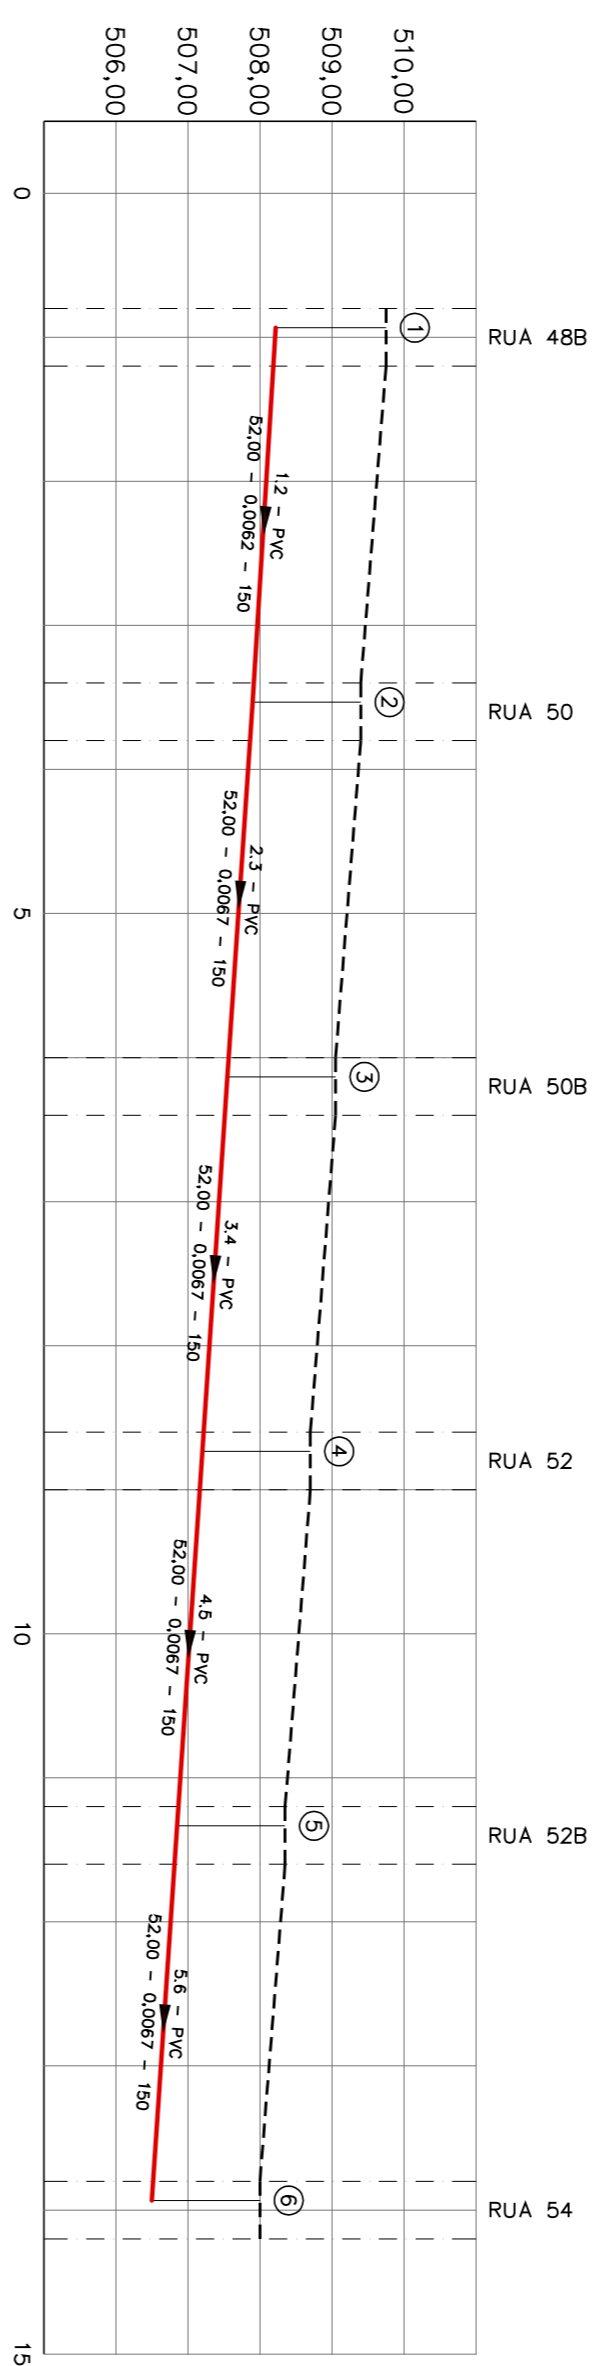 RUA 48B
RUA 50
RUA 50B
RUA 52
RUA 52B
RUA 54
510,00
509,00
508,00
507,00
506,00
1
2
3
4
5
6
1.2 - PVC
52,00 - 0,0062 - 150
2.3 - PVC
52,00 - 0,0067 - 150
3.4 - PVC
52,00 - 0,0067 - 150
4.5 - PVC
52,00 - 0,0067 - 150
5.6 - PVC
52,00 - 0,0067 - 150
0
5
10
15